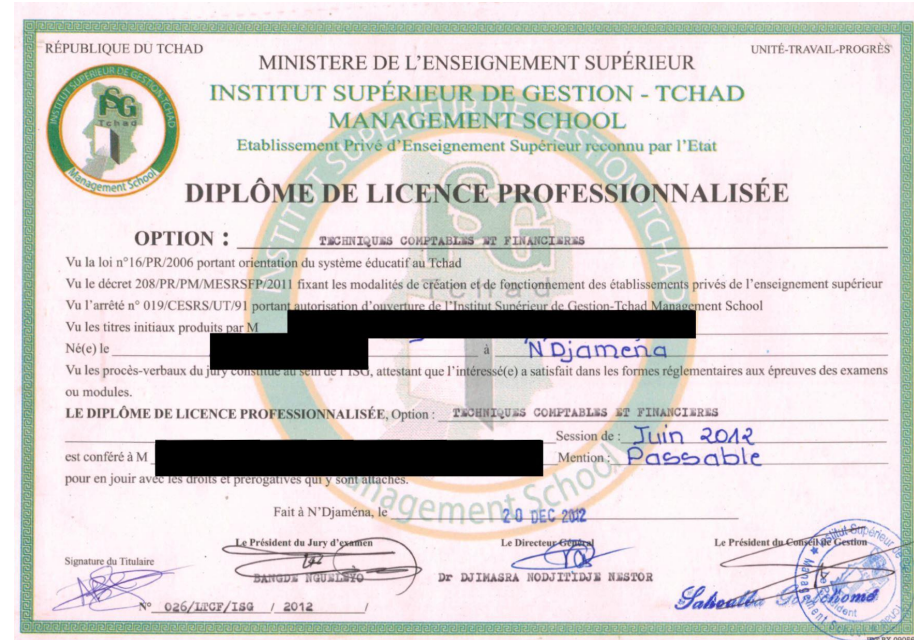 RÉPUBLIQUE DU TCHAD
UNITÉ-TRAVAIL-PROGRÈS
MINISTERE DE L'ENSEIGNEMENT SUPÉRIEUR
INSTITUT SUPÉRIEUR DE GESTION - TCHAD
MANAGEMENT SCHOOL
Etablissement Privé d'Enseignement Supérieur reconnu par l'Etat
INSTITUT SUPÉRIEUR DE GESTION-TCHAD
ISG
Tchad
Management School
DIPLÔME DE LICENCE PROFESSIONNALISÉE
OPTION : TECHNIQUES COMPTABLES ET FINANCIERES
Vu la loi n°16/PR/2006 portant orientation du système éducatif au Tchad
Vu le décret 208/PR/PM/MESRSFP/2011 fixant les modalités de création et de fonctionnement des établissements privés de l'enseignement supérieur
Vu l'arrêté n° 019/CESRS/UT/91 portant autorisation d'ouverture de l'Institut Supérieur de Gestion-Tchad Management School
Vu les titres initiaux produits par M
Né(e) le à N'Djamena
Vu les procès-verbaux du jury constitué au sein de l'ISG, attestant que l'intéressé(e) a satisfait dans les formes réglementaires aux épreuves des examens
ou modules.
LE DIPLÔME DE LICENCE PROFESSIONNALISÉE, Option : TECHNIQUES COMPTABLES ET FINANCIERES
Session de : Juin 2012
est conféré à M Mention : Passable
pour en jouir avec les droits et prérogatives qui y sont attachés.
Fait à N'Djaména, le 20 DEC 2012
Le Président du Jury d'examen
Le Directeur Général
Le Président du Conseil de Gestion
Signature du Titulaire
Dr DJIMASRA NODJITIDJE NESTOR
N° 026/LTCF/ISG / 2012 /